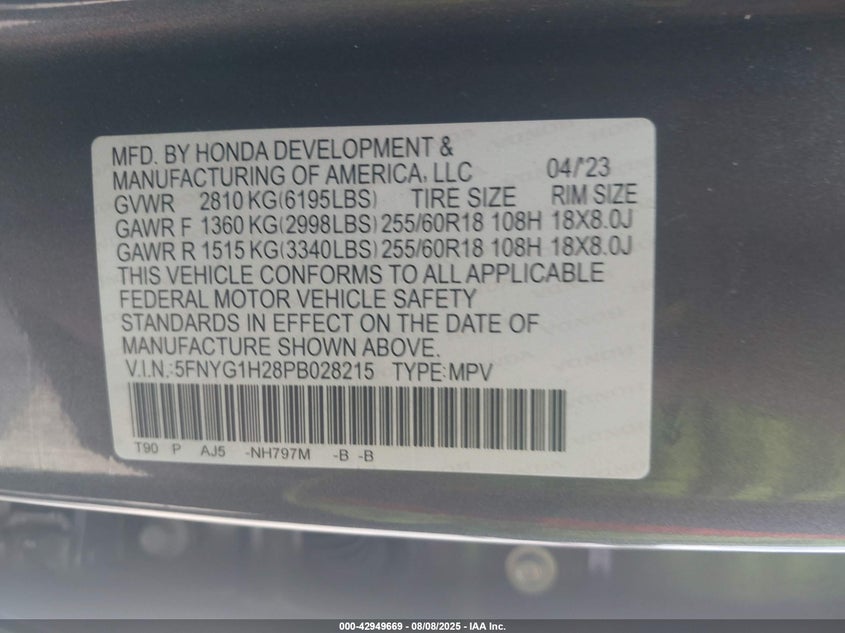 MFD. BY HONDA DEVELOPMENT &
MANUFACTURING OF AMERICA, LLC 04/'23
GVWR 2810 KG(6195LBS) TIRE SIZE RIM SIZE
GAWR F 1360 KG(2998LBS) 255/60R18 108H 18X8.0J
GAWR R 1515 KG(3340LBS) 255/60R18 108H 18X8.0J
THIS VEHICLE CONFORMS TO ALL APPLICABLE
FEDERAL MOTOR VEHICLE SAFETY
STANDARDS IN EFFECT ON THE DATE OF
MANUFACTURE SHOWN ABOVE.
V.I.N.:5FNYG1H28PB028215 TYPE:MPV
T90 P AJ5 -NH797M -B -B
000-42949669 - 08/08/2025 - IAA Inc.